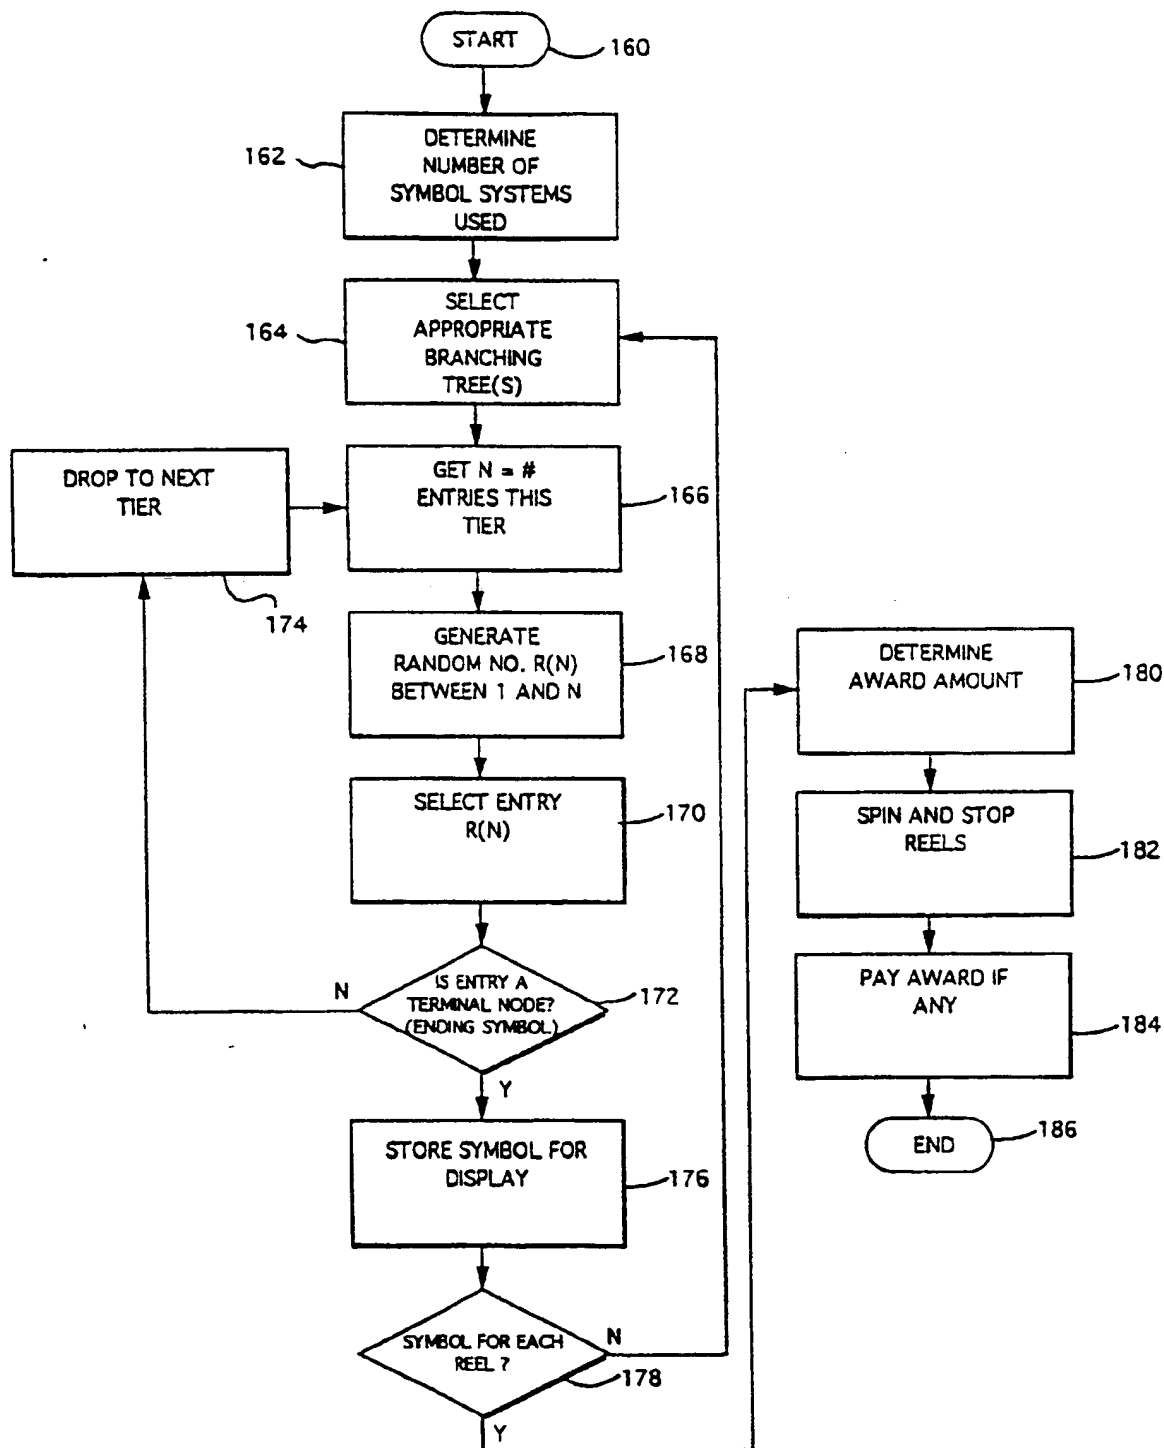 START
160
162
DETERMINE
NUMBER OF
SYMBOL SYSTEMS
USED
164
SELECT
APPROPRIATE
BRANCHING
TREE(S)
DROP TO NEXT
TIER
174
GET N = #
ENTRIES THIS
TIER
166
GENERATE
RANDOM NO. R(N)
BETWEEN 1 AND N
168
SELECT ENTRY
R(N)
170
IS ENTRY A
TERMINAL NODE?
(ENDING SYMBOL)
172
N
Y
STORE SYMBOL FOR
DISPLAY
176
SYMBOL FOR EACH
REEL ?
178
N
Y
DETERMINE
AWARD AMOUNT
180
SPIN AND STOP
REELS
182
PAY AWARD IF
ANY
184
END
186